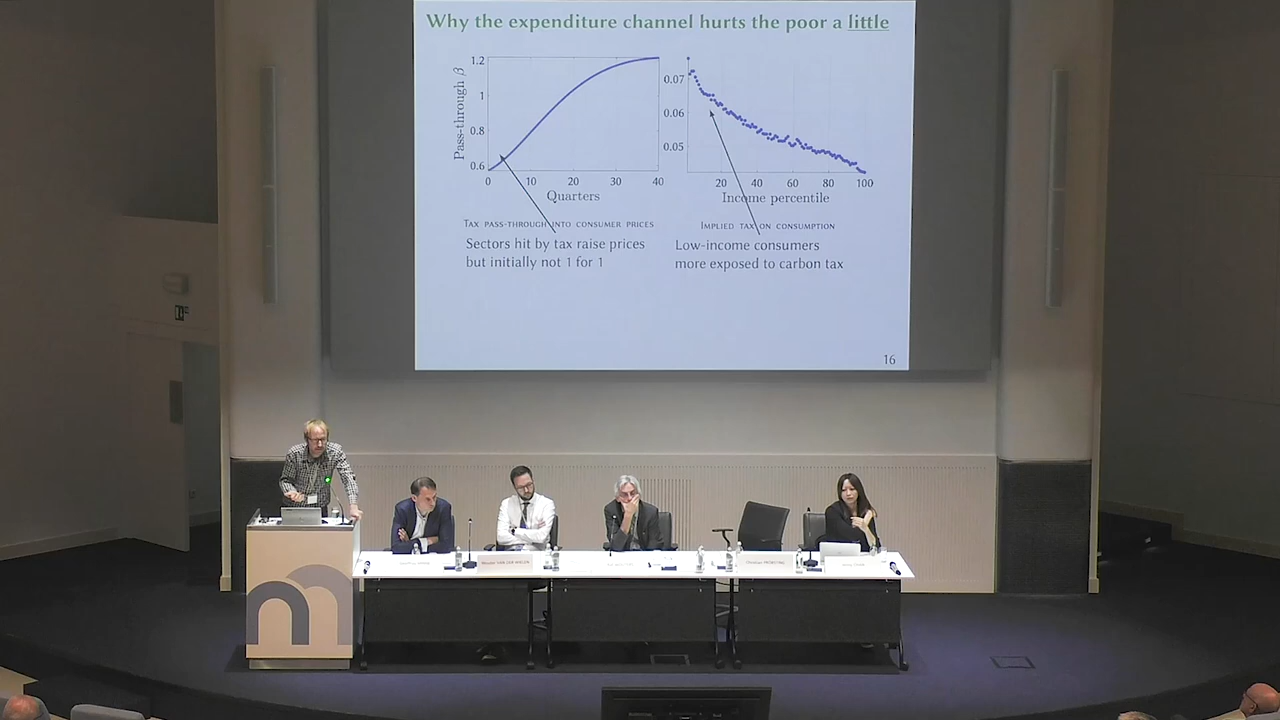 Why the expenditure channel hurts the poor a little
Pass-through β
1.2
1
0.8
0.6
0
10
20
30
40
Quarters
0.07
0.06
0.05
20
40
60
80
100
Income percentile
TAX PASS-THROUGH INTO CONSUMER PRICES
Sectors hit by tax raise prices
but initially not 1 for 1
IMPLIED TAX ON CONSUMPTION
Low-income consumers
more exposed to carbon tax
16